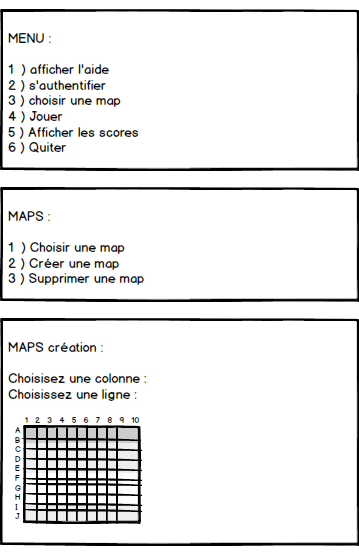 MENU :
1 ) afficher l'aide
2 ) s'authentifier
3 ) choisir une map
4 ) Jouer
5 ) Afficher les scores
6 ) Quiter
MAPS :
1 ) Choisir une map
2 ) Créer une map
3 ) Supprimer une map
MAPS création :
Choisisez une colonne :
Choisissez une ligne :
1 2 3 4 5 6 7 8 9 10
A
B
C
D
E
F
G
H
I
J